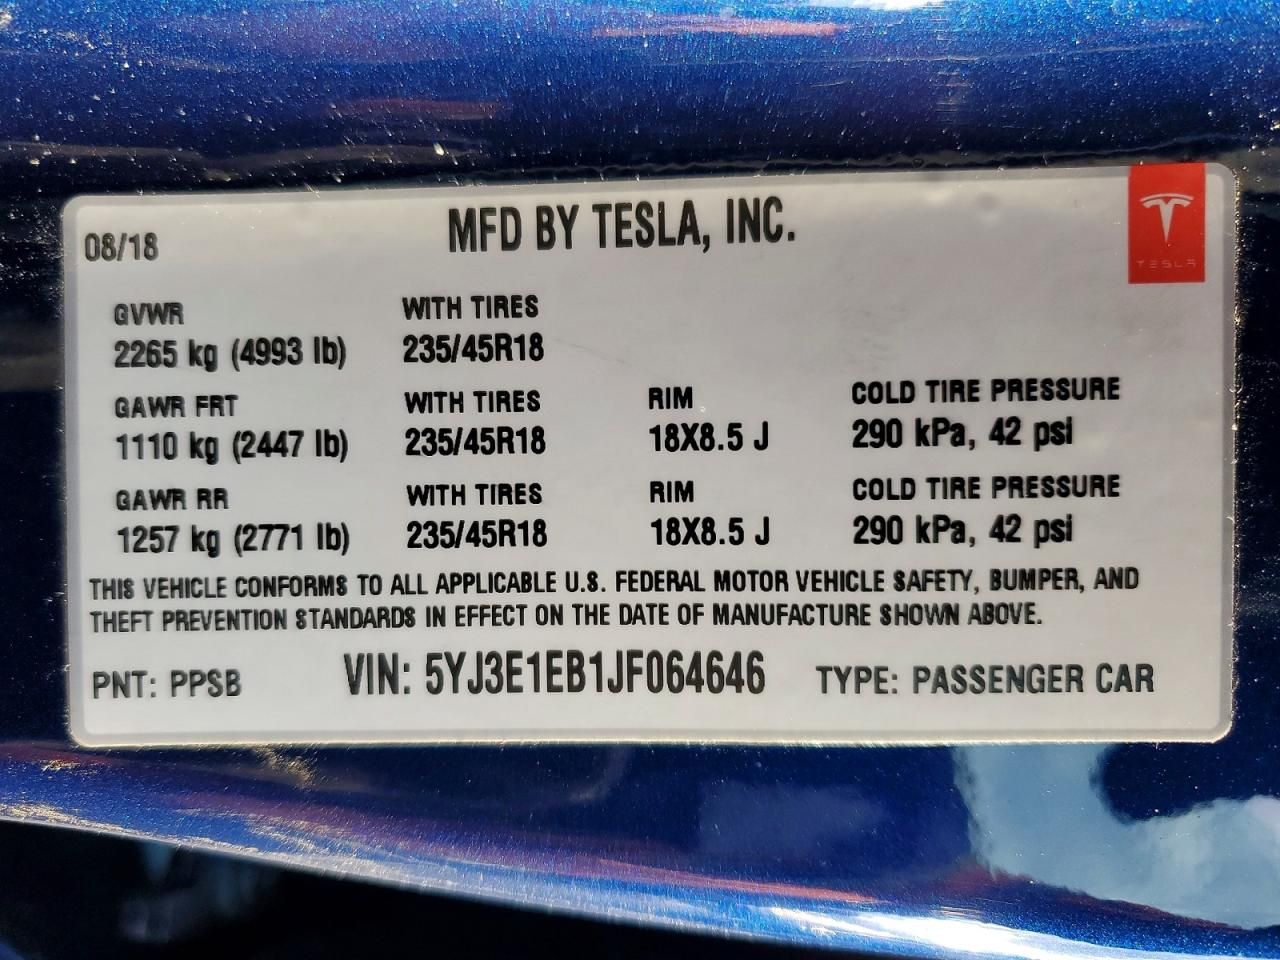 MFD BY TESLA, INC.
08/18
TESLA
GVWR WITH TIRES
2265 kg (4993 lb) 235/45R18
GAWR FRT WITH TIRES RIM COLD TIRE PRESSURE
1110 kg (2447 lb) 235/45R18 18X8.5 J 290 kPa, 42 psi
GAWR RR WITH TIRES RIM COLD TIRE PRESSURE
1257 kg (2771 lb) 235/45R18 18X8.5 J 290 kPa, 42 psi
THIS VEHICLE CONFORMS TO ALL APPLICABLE U.S. FEDERAL MOTOR VEHICLE SAFETY, BUMPER, AND
THEFT PREVENTION STANDARDS IN EFFECT ON THE DATE OF MANUFACTURE SHOWN ABOVE.
PNT: PPSB VIN: 5YJ3E1EB1JF064646 TYPE: PASSENGER CAR